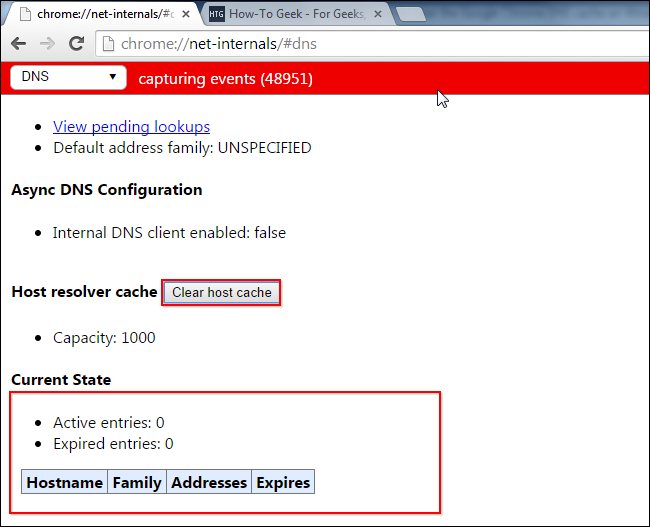 chrome://net-internals/#d
HTG How-To Geek - For Geeks,
chrome://net-internals/#dns
DNS capturing events (48951)
View pending lookups
Default address family: UNSPECIFIED
Async DNS Configuration
Internal DNS client enabled: false
Host resolver cache Clear host cache
Capacity: 1000
Current State
Active entries: 0
Expired entries: 0
Hostname Family Addresses Expires